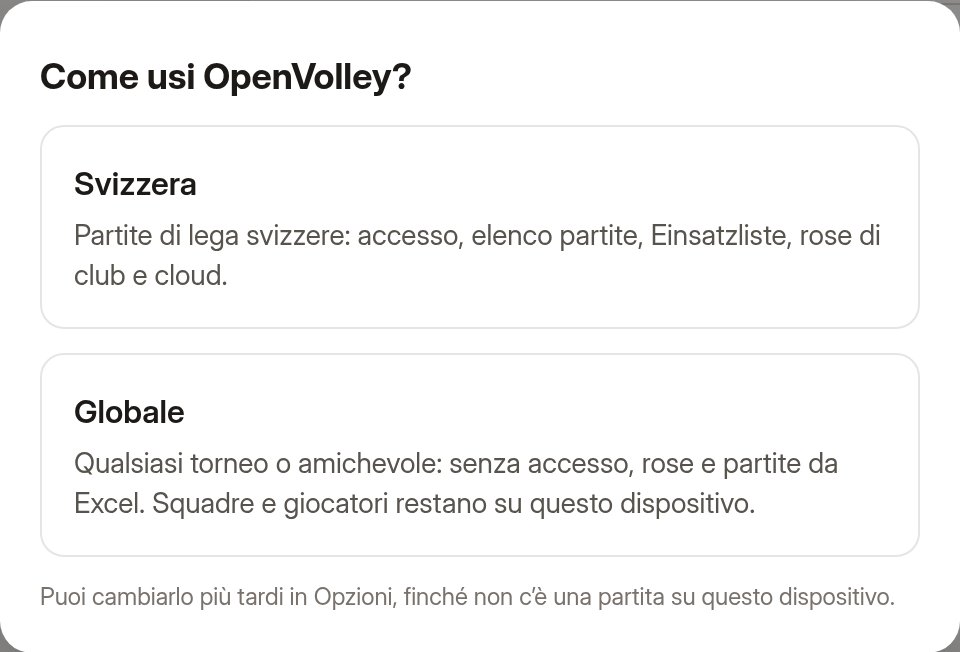 Come usi OpenVolley?
Svizzera
Partite di lega svizzere: accesso, elenco partite, Einsatzliste, rose di
club e cloud.
Globale
Qualsiasi torneo o amichevole: senza accesso, rose e partite da
Excel. Squadre e giocatori restano su questo dispositivo.
Puoi cambiarlo più tardi in Opzioni, finché non c’è una partita su questo dispositivo.